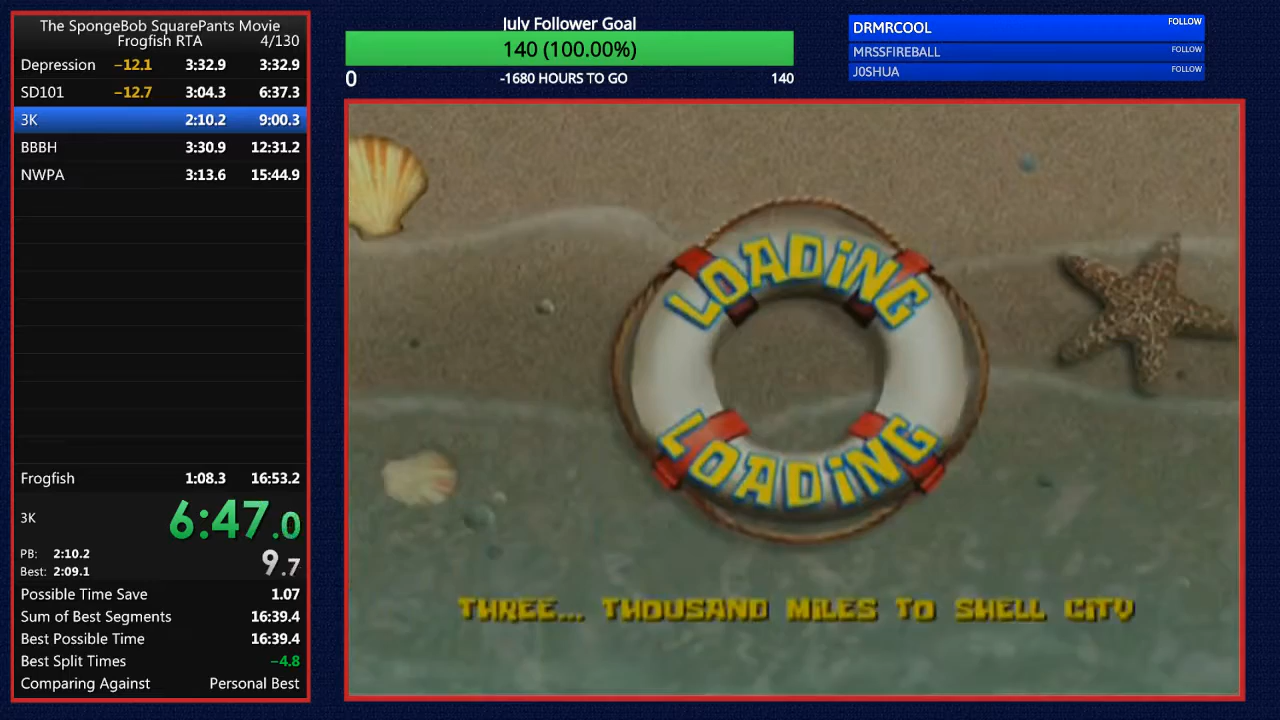 The SpongeBob SquarePants Movie
Frogfish RTA 4/130
Depression −12.1 3:32.9 3:32.9
SD101 −12.7 3:04.3 6:37.3
3K 2:10.2 9:00.3
BBBH 3:30.9 12:31.2
NWPA 3:13.6 15:44.9
Frogfish 1:08.3 16:53.2
3K 6:47.0
PB: 2:10.2
Best: 2:09.1
9.7
Possible Time Save 1.07
Sum of Best Segments 16:39.4
Best Possible Time 16:39.4
Best Split Times −4.8
Comparing Against Personal Best
July Follower Goal
140 (100.00%)
0 -1680 HOURS TO GO 140
DRMRCOOL FOLLOW
MRSSFIREBALL FOLLOW
J0SHUA FOLLOW
LOADING
LOADING
THREE... THOUSAND MILES TO SHELL CITY